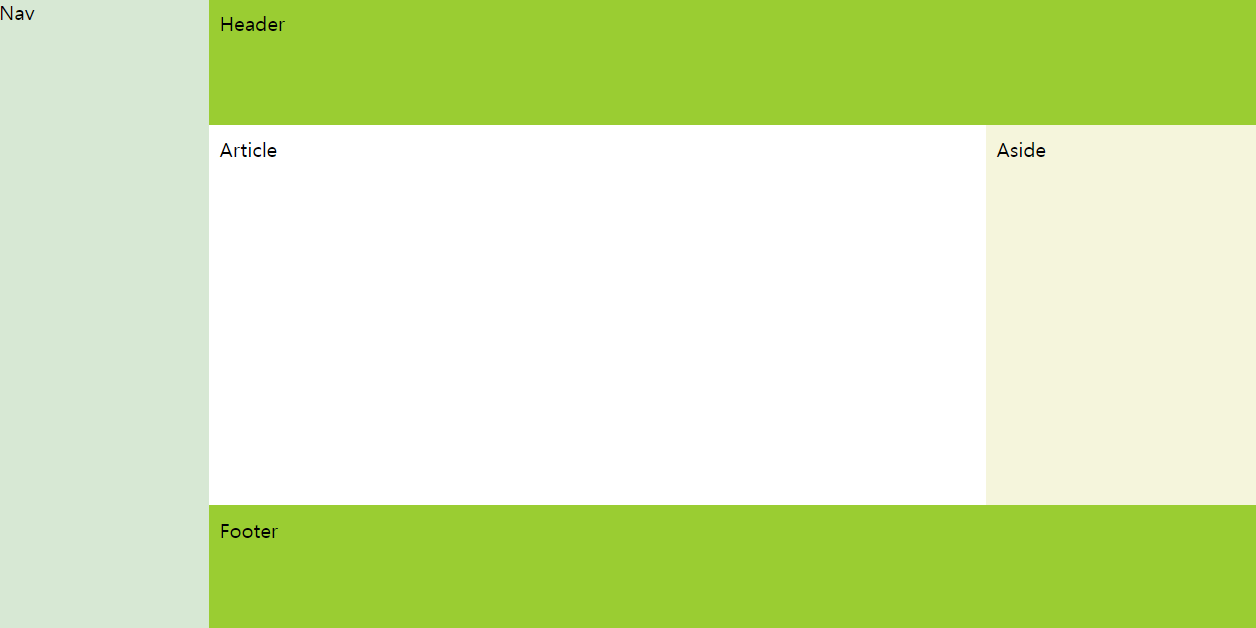 Nav
Header
Article
Aside
Footer